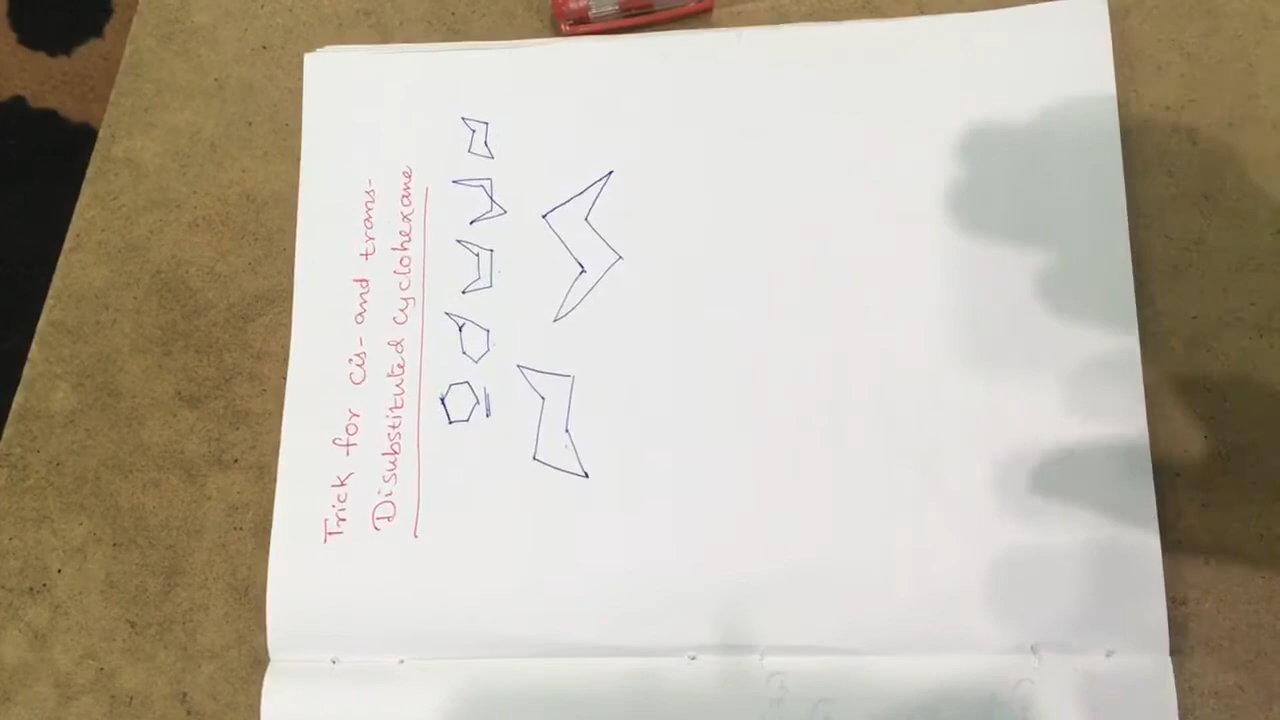 Trick for cis- and trans-
Disubstituted cyclohexane